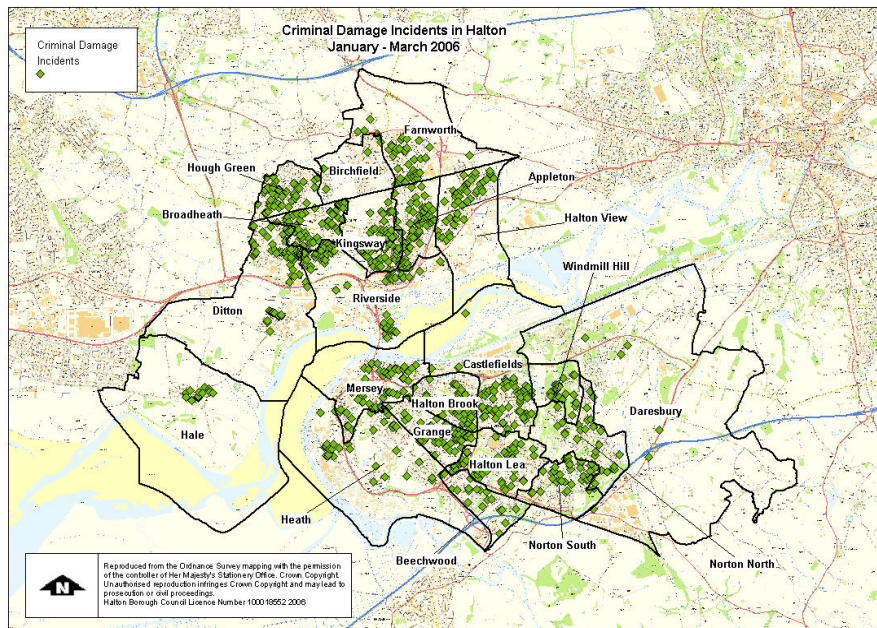 Criminal Damage Incidents in Halton
January - March 2006
Criminal Damage
Incidents
Farnworth
Hough Green
Birchfield
Appleton
Broadheath
Halton View
Kingsway
Windmill Hill
Riverside
Ditton
Castlefields
Mersey
Halton Brook
Daresbury
Hale
Grange
Halton Lea
Heath
Norton South
Beechwood
Norton North
N
Reproduced from the Ordnance Survey mapping with the permission
of the controller of Her Majesty's Stationery Office. Crown Copyright.
Unauthorised reproduction infringes Crown Copyright and may lead to
prosecution or civil proceedings.
Halton Borough Council Licence Number 100018552 2006